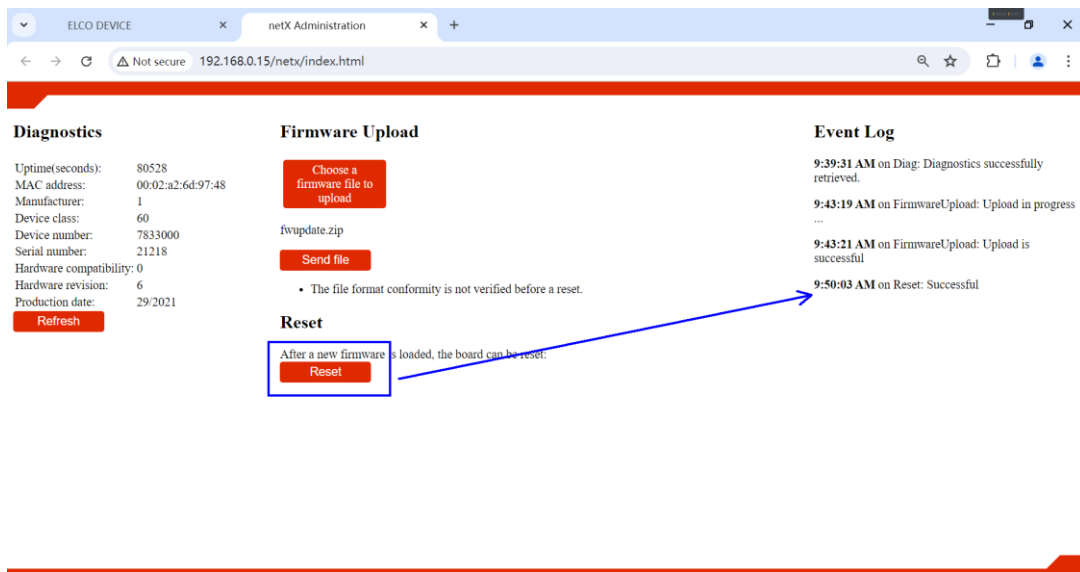 ELCO DEVICE
netX Administration
Not secure 192.168.0.15/netx/index.html
Diagnostics
Uptime(seconds): 80528
MAC address: 00:02:a2:6d:97:48
Manufacturer: 1
Device class: 60
Device number: 7833000
Serial number: 21218
Hardware compatibility: 0
Hardware revision: 6
Production date: 29/2021
Refresh
Firmware Upload
Choose a
firmware file to
upload
fwupdate.zip
Send file
• The file format conformity is not verified before a reset.
Reset
After a new firmware is loaded, the board can be reset:
Reset
Event Log
9:39:31 AM on Diag: Diagnostics successfully
retrieved.
9:43:19 AM on FirmwareUpload: Upload in progress
...
9:43:21 AM on FirmwareUpload: Upload is
successful
9:50:03 AM on Reset: Successful